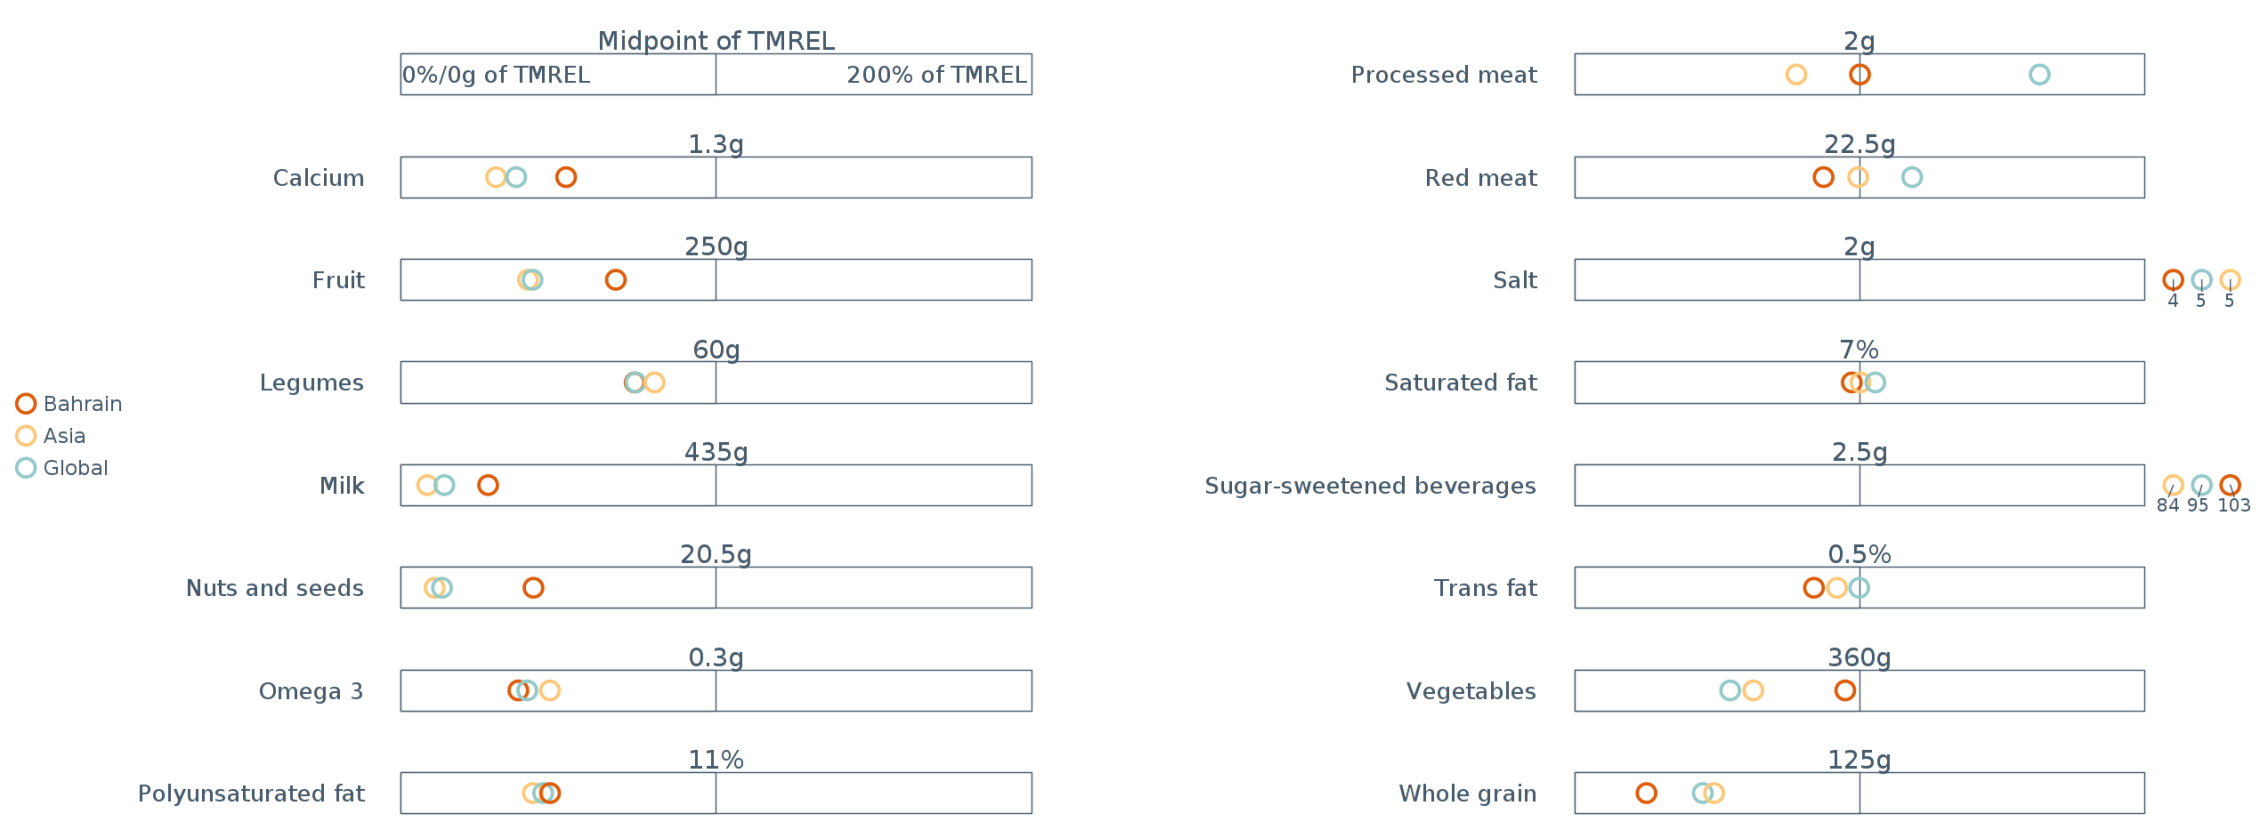 Midpoint of TMREL
0%/0g of TMREL 200% of TMREL
Calcium
1.3g
Fruit
250g
Legumes
60g
Milk
435g
Nuts and seeds
20.5g
Omega 3
0.3g
Polyunsaturated fat
11%
Bahrain
Asia
Global
Processed meat
2g
Red meat
22.5g
Salt
2g
4 5 5
Saturated fat
7%
Sugar-sweetened beverages
2.5g
84 95 103
Trans fat
0.5%
Vegetables
360g
Whole grain
125g